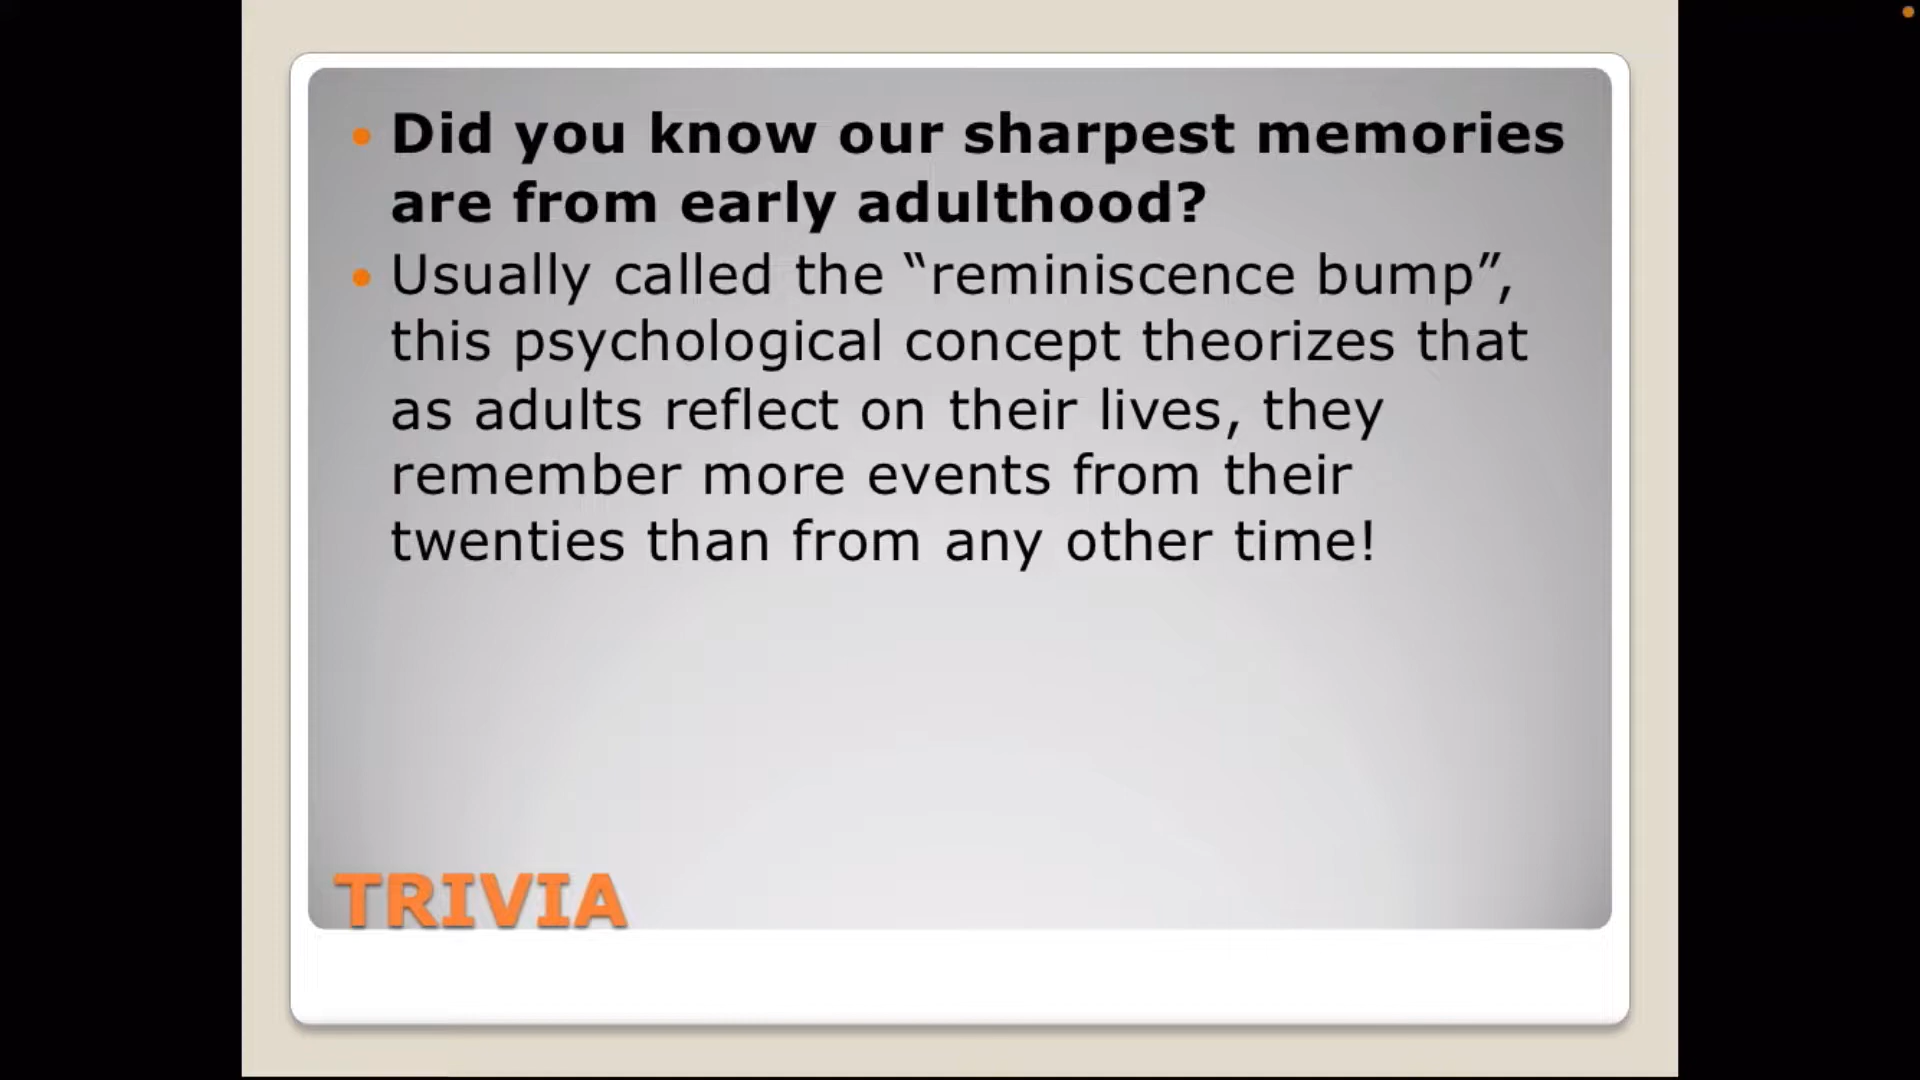 Did you know our sharpest memories
are from early adulthood?
Usually called the “reminiscence bump”,
this psychological concept theorizes that
as adults reflect on their lives, they
remember more events from their
twenties than from any other time!
TRIVIA